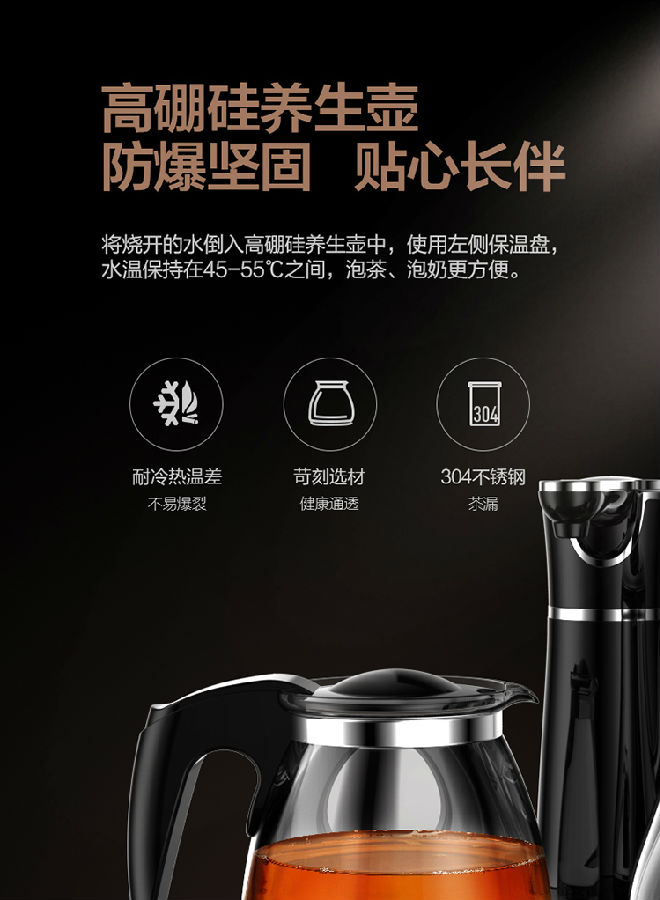 高硼硅养生壶
防爆坚固 贴心长伴
将烧开的水倒入高硼硅养生壶中，使用左侧保温盘，
水温保持在45-55℃之间，泡茶、泡奶更方便。
304
耐冷热温差
苛刻选材
304不锈钢
不易爆裂
健康通透
茶漏